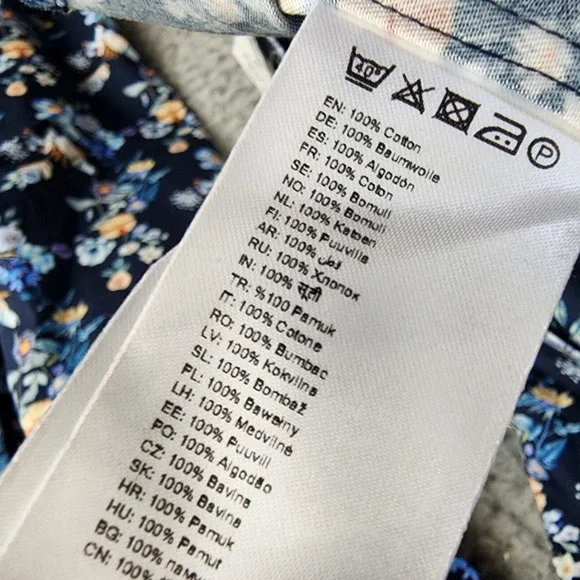 40°
P
EN: 100% Cotton
DE: 100% Baumwolle
ES: 100% Algodón
FR: 100% Coton
SE: 100% Bomull
NO: 100% Bomull
NL: 100% Katoen
FI: 100% Puuvilla
AR: 100% قطن
RU: 100% Хлопок
IN: 100% सूती
TR: %100 Pamuk
IT: 100% Cotone
RO: 100% Bumbac
LV: 100% Kokvilna
SL: 100% Bombaž
PL: 100% Bawełny
LH: 100% Medvilnė
EE: 100% Puuvill
PO: 100% Algodão
CZ: 100% Bavlna
SK: 100% Bavlna
HR: 100% Pamuk
HU: 100% Pamut
BG: 100%
CN: 100%